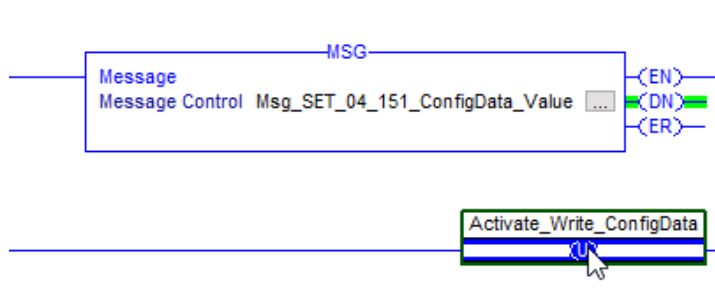 MSG
Message
(EN)
Message Control Msg_SET_04_151_ConfigData_Value ... (DN)
(ER)
Activate_Write_ConfigData
(U)